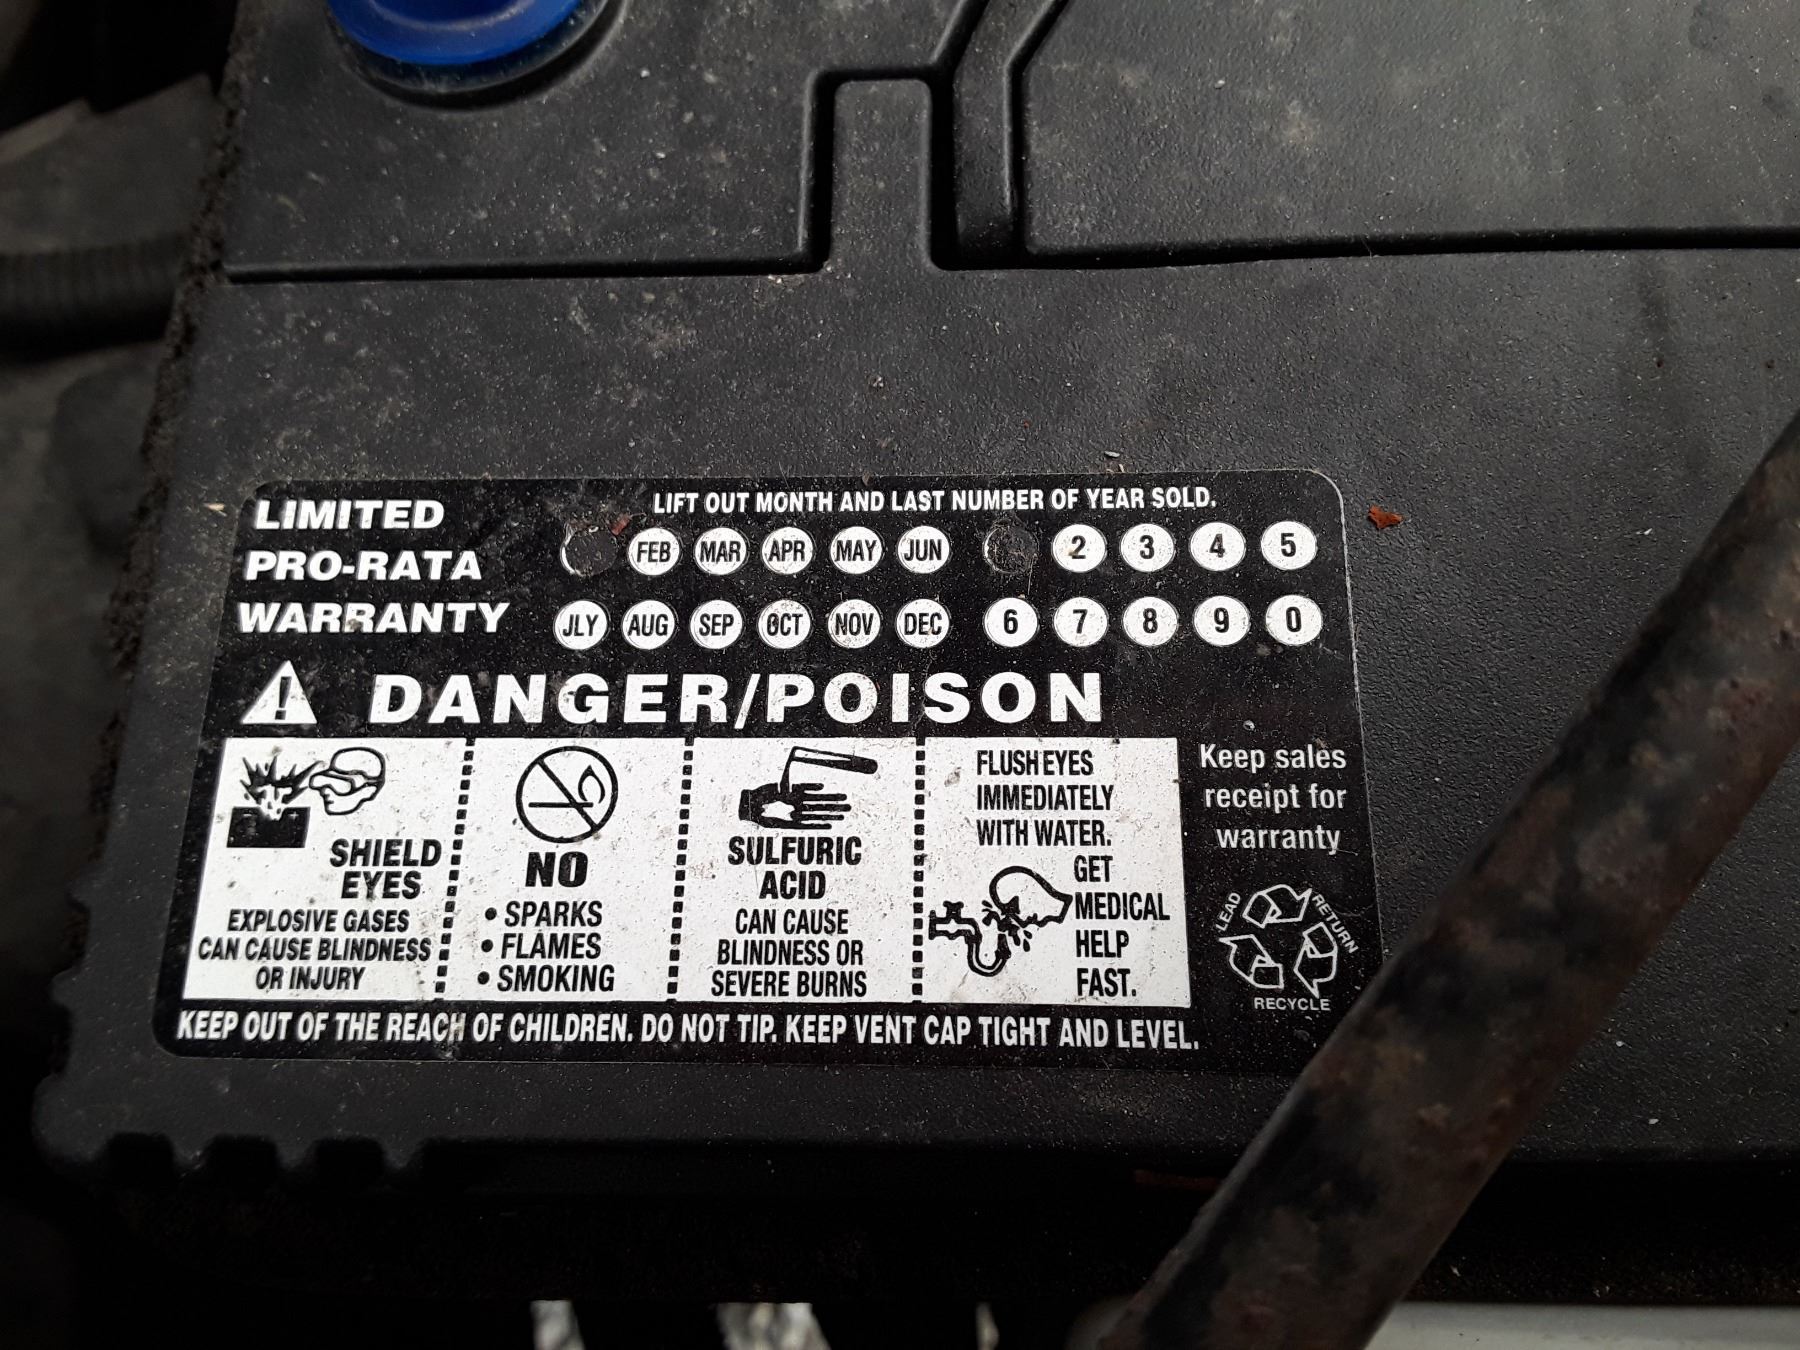 LIMITED
PRO-RATA
WARRANTY
LIFT OUT MONTH AND LAST NUMBER OF YEAR SOLD.
FEB MAR APR MAY JUN 2 3 4 5
JLY AUG SEP OCT NOV DEC 6 7 8 9 0
DANGER/POISON
SHIELD
EYES
EXPLOSIVE GASES
CAN CAUSE BLINDNESS
OR INJURY
NO
• SPARKS
• FLAMES
• SMOKING
SULFURIC
ACID
CAN CAUSE
BLINDNESS OR
SEVERE BURNS
FLUSH EYES
IMMEDIATELY
WITH WATER.
GET
MEDICAL
HELP
FAST.
Keep sales
receipt for
warranty
LEAD
RETURN
RECYCLE
KEEP OUT OF THE REACH OF CHILDREN. DO NOT TIP. KEEP VENT CAP TIGHT AND LEVEL.